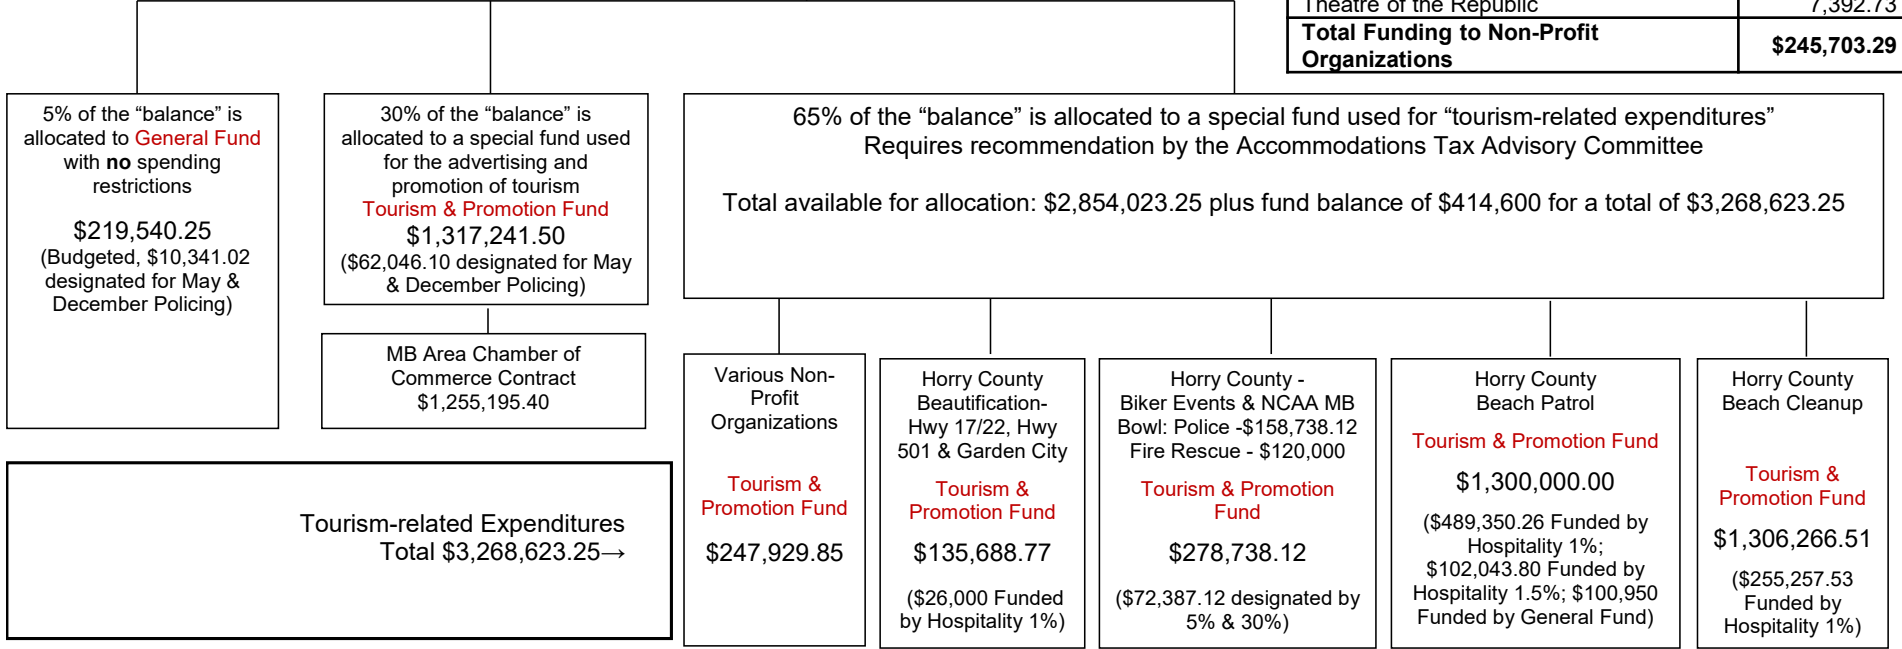 Theatre of the Republic 7,392.73
Total Funding to Non-Profit
Organizations
$245,703.29
5% of the “balance” is
allocated to General Fund
with no spending
restrictions
$219,540.25
(Budgeted, $10,341.02
designated for May &
December Policing)
30% of the “balance” is
allocated to a special fund used
for the advertising and
promotion of tourism
Tourism & Promotion Fund
$1,317,241.50
($62,046.10 designated for May
& December Policing)
MB Area Chamber of
Commerce Contract
$1,255,195.40
65% of the “balance” is allocated to a special fund used for “tourism-related expenditures”
Requires recommendation by the Accommodations Tax Advisory Committee
Total available for allocation: $2,854,023.25 plus fund balance of $414,600 for a total of $3,268,623.25
Tourism-related Expenditures
Total $3,268,623.25→
Various Non-
Profit
Organizations
Tourism &
Promotion Fund
$247,929.85
Horry County
Beautification-
Hwy 17/22, Hwy
501 & Garden City
Tourism &
Promotion Fund
$135,688.77
($26,000 Funded
by Hospitality 1%)
Horry County -
Biker Events & NCAA MB
Bowl: Police -$158,738.12
Fire Rescue - $120,000
Tourism & Promotion
Fund
$278,738.12
($72,387.12 designated by
5% & 30%)
Horry County
Beach Patrol
Tourism & Promotion Fund
$1,300,000.00
($489,350.26 Funded by
Hospitality 1%;
$102,043.80 Funded by
Hospitality 1.5%; $100,950
Funded by General Fund)
Horry County
Beach Cleanup
Tourism &
Promotion Fund
$1,306,266.51
($255,257.53
Funded by
Hospitality 1%)